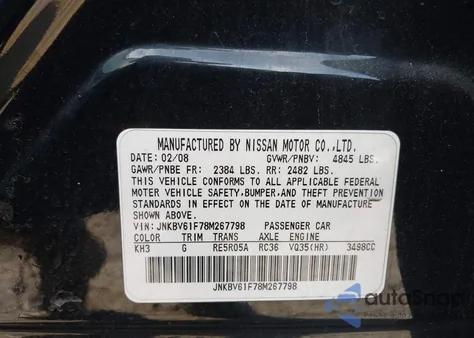 MANUFACTURED BY NISSAN MOTOR CO.,LTD.
DATE: 02/08 GVWR/PNBV: 4845 LBS.
GAWR/PNBE FR: 2384 LBS. RR: 2482 LBS.
THIS VEHICLE CONFORMS TO ALL APPLICABLE FEDERAL
MOTOR VEHICLE SAFETY, BUMPER, AND THEFT PREVENTION
STANDARDS IN EFFECT ON THE DATE OF MANUFACTURE
SHOWN ABOVE.
VIN: JNKBV61F78M267798 PASSENGER CAR
COLOR TRIM TRANS AXLE ENGINE
KH3 G RE5R05A RC36 VQ35(HR) 3498CC
JNKBV61F78M267798
autoSnap